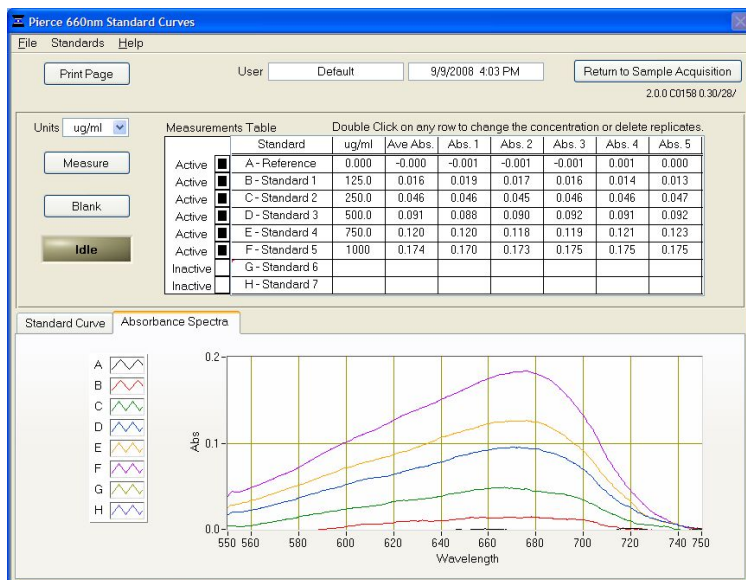 Pierce 660nm Standard Curves
File Standards Help
Print Page User Default 9/9/2008 4:03 PM Return to Sample Acquisition
2.0.0 C0158 0.30/28/
Units ug/ml Measurements Table Double Click on any row to change the concentration or delete replicates.
Standard ug/ml Ave Abs. Abs. 1 Abs. 2 Abs. 3 Abs. 4 Abs. 5
Active A - Reference 0.000 -0.000 -0.001 -0.001 -0.001 0.001 0.000
Active B - Standard 1 125.0 0.016 0.019 0.017 0.016 0.014 0.013
Active C - Standard 2 250.0 0.046 0.046 0.045 0.046 0.046 0.047
Active D - Standard 3 500.0 0.091 0.088 0.090 0.092 0.091 0.092
Active E - Standard 4 750.0 0.120 0.120 0.118 0.119 0.121 0.123
Active F - Standard 5 1000 0.174 0.170 0.173 0.175 0.175 0.175
Inactive G - Standard 6
Inactive H - Standard 7
Measure
Blank
Idle
Standard Curve Absorbance Spectra
A
B
C
D
E
F
G
H
Abs
0.2
0.1
0.0
550 560 580 600 620 640 660 680 700 720 740 750
Wavelength